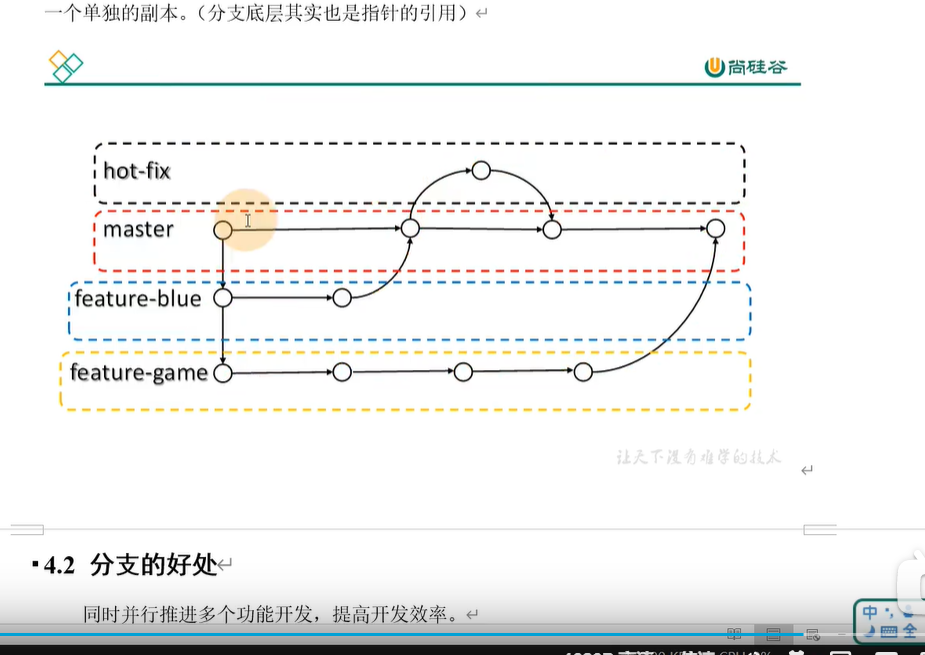 一个单独的副本。（分支底层其实也是指针的引用）
尚硅谷
hot-fix
master
feature-blue
feature-game
让天下没有难学的技术
4.2 分支的好处
同时并行推进多个功能开发，提高开发效率。
中 •,
全